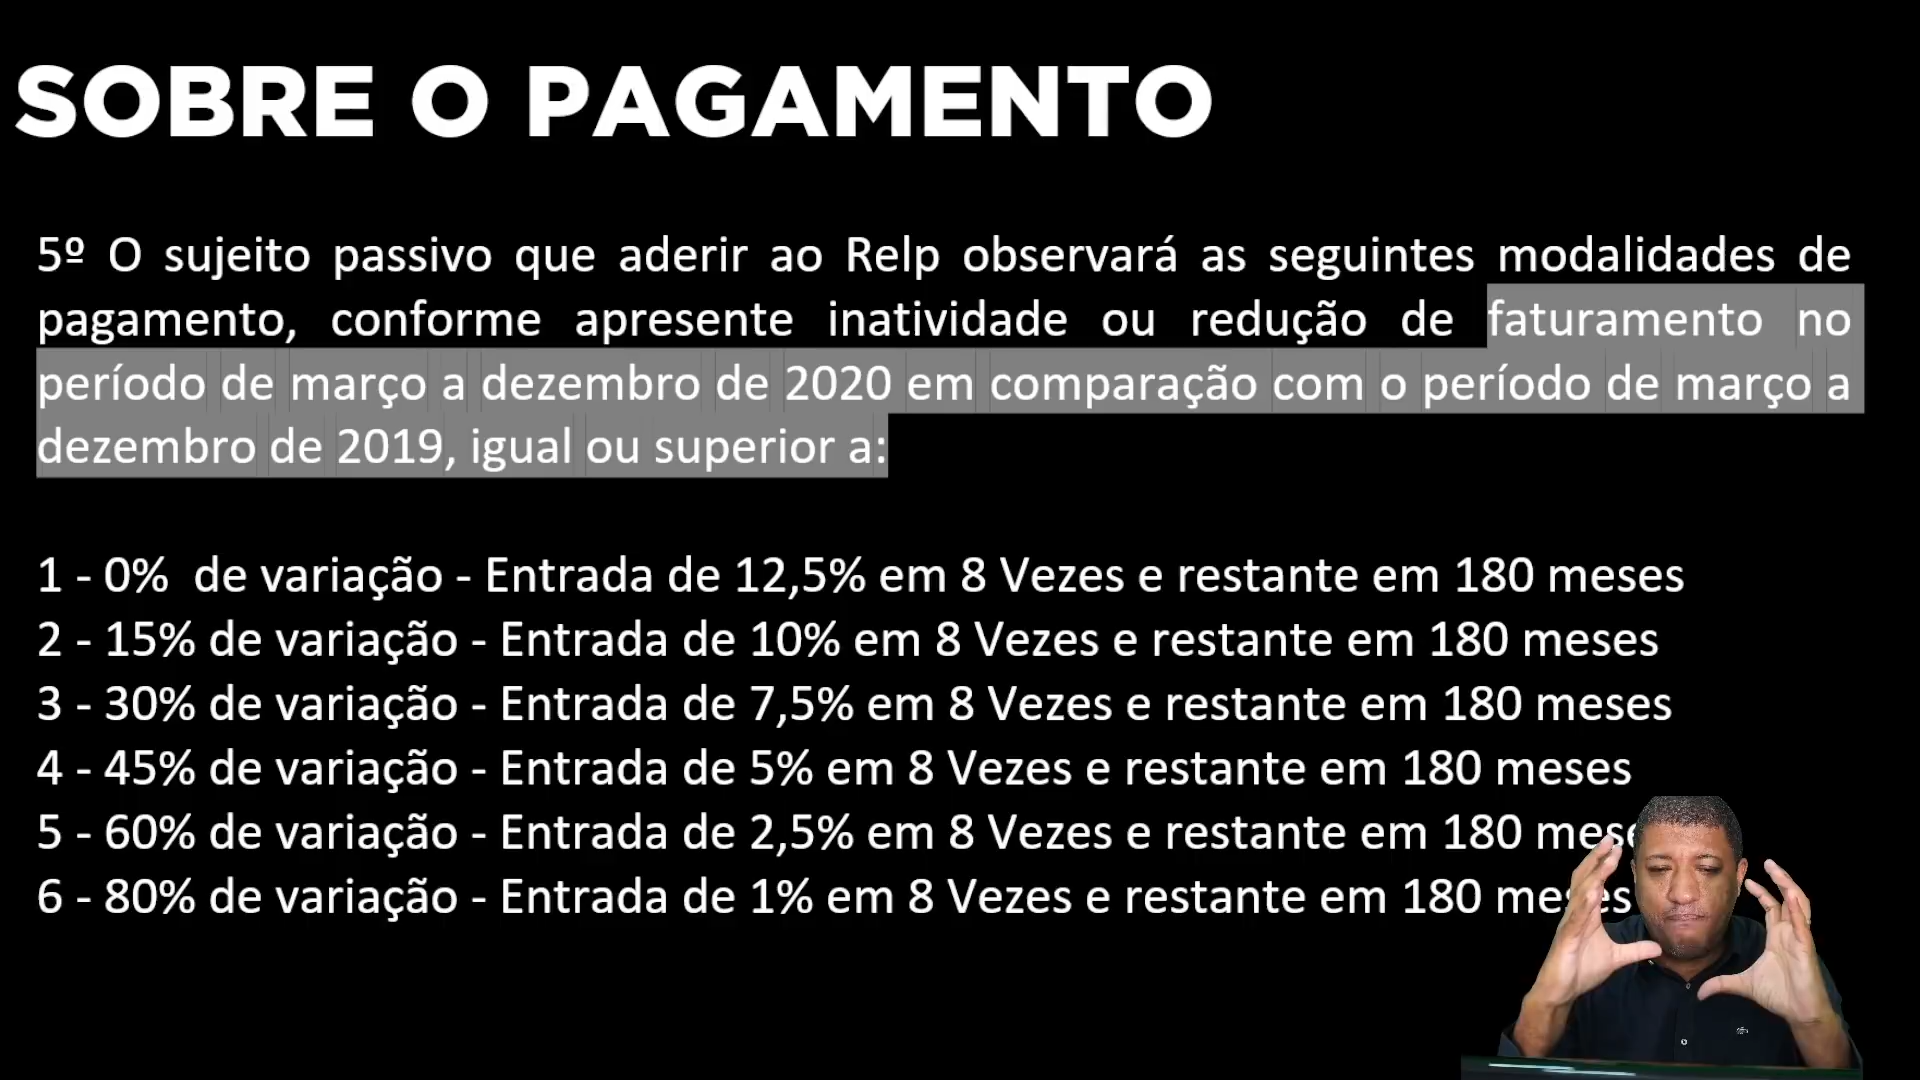 SOBRE O PAGAMENTO
5º O sujeito passivo que aderir ao Relp observará as seguintes modalidades de
pagamento, conforme apresente inatividade ou redução de faturamento no
período de março a dezembro de 2020 em comparação com o período de março a
dezembro de 2019, igual ou superior a:
1 - 0% de variação - Entrada de 12,5% em 8 Vezes e restante em 180 meses
2 - 15% de variação - Entrada de 10% em 8 Vezes e restante em 180 meses
3 - 30% de variação - Entrada de 7,5% em 8 Vezes e restante em 180 meses
4 - 45% de variação - Entrada de 5% em 8 Vezes e restante em 180 meses
5 - 60% de variação - Entrada de 2,5% em 8 Vezes e restante em 180 mese
6 - 80% de variação - Entrada de 1% em 8 Vezes e restante em 180 meses